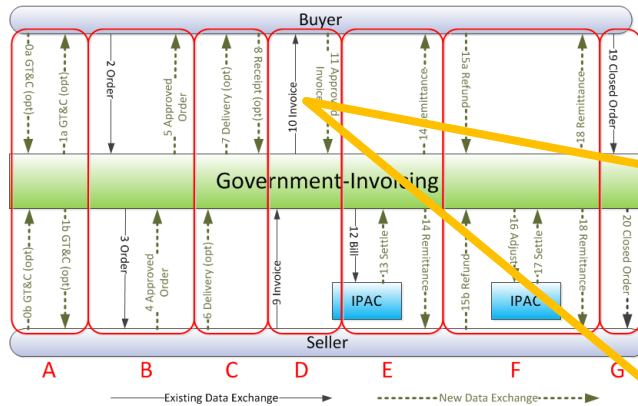 Buyer
0a GT&C (opt)
1a GT&C (opt)
2 Order
5 Approved
Order
7 Delivery (opt)
8 Receipt (opt)
10 Invoice
11 Approved
Invoice
14 Remittance
15a Refund
18 Remittance
19 Closed Order
Government-Invoicing
0b GT&C (opt)
1b GT&C (opt)
3 Order
4 Approved
Order
6 Delivery (opt)
9 Invoice
12 Bill
13 Settle
14 Remittance
15b Refund
16 Adjust
17 Settle
18 Remittance
20 Closed Order
IPAC
IPAC
Seller
A B C D E F G
Existing Data Exchange
New Data Exchange